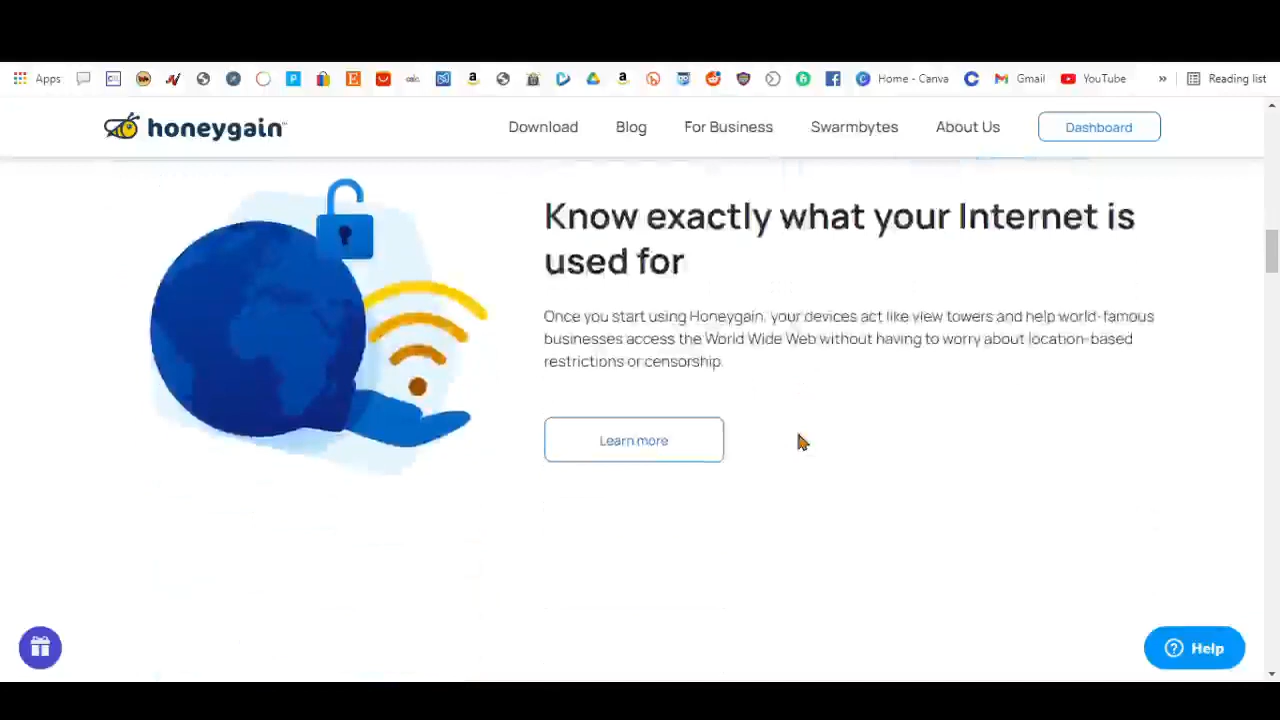 Apps
Home - Canva
Gmail
YouTube
»
Reading list
honeygain™
Download
Blog
For Business
Swarmbytes
About Us
Dashboard
Know exactly what your Internet is
used for
Once you start using Honeygain, your devices act like view towers and help world-famous
businesses access the World Wide Web without having to worry about location-based
restrictions or censorship.
Learn more
Help